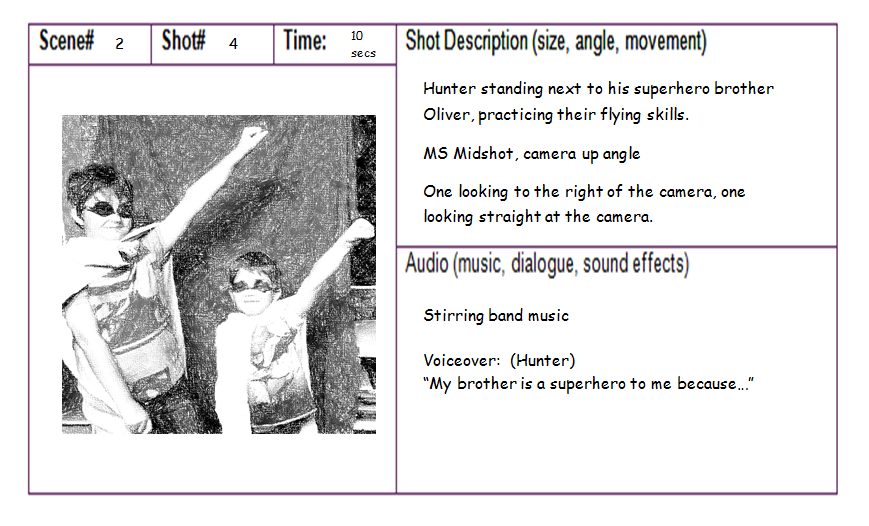 Scene# 2
Shot# 4
Time: 10 secs
Shot Description (size, angle, movement)
Hunter standing next to his superhero brother
Oliver, practicing their flying skills.
MS Midshot, camera up angle
One looking to the right of the camera, one
looking straight at the camera.
Audio (music, dialogue, sound effects)
Stirring band music
Voiceover: (Hunter)
“My brother is a superhero to me because…”